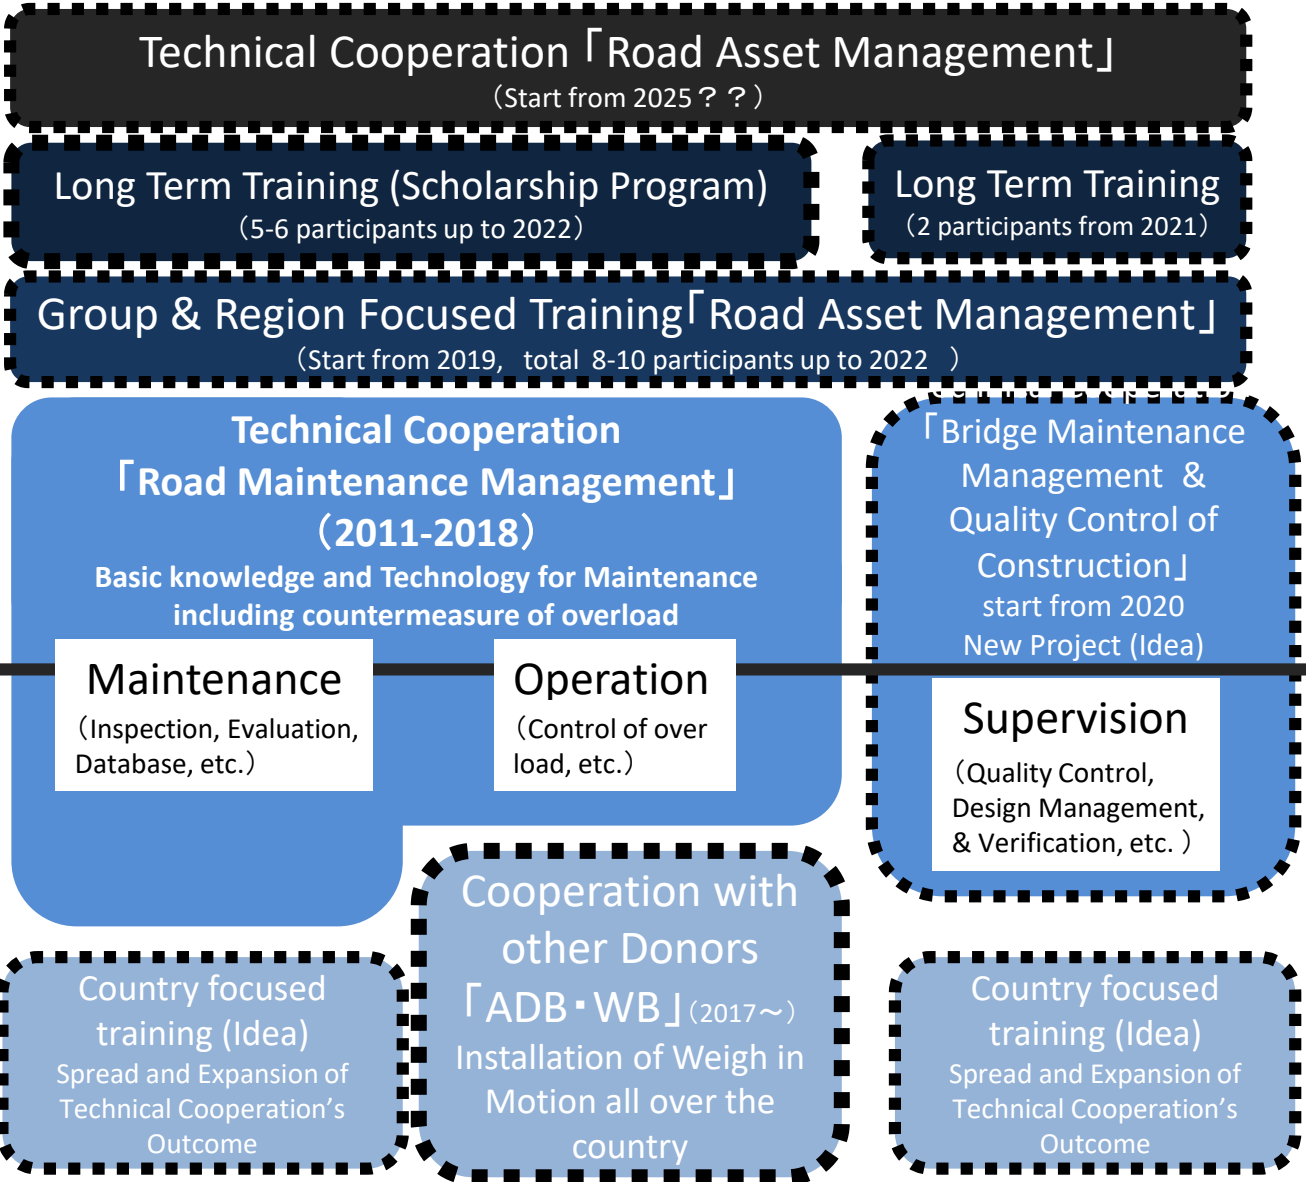 Technical Cooperation「Road Asset Management」
（Start from 2025？？）
Long Term Training (Scholarship Program)
（5-6 participants up to 2022）
Long Term Training
（2 participants from 2021）
Group & Region Focused Training「Road Asset Management」
（Start from 2019, total 8-10 participants up to 2022 ）
Technical Cooperation
「Road Maintenance Management」
（2011-2018）
Basic knowledge and Technology for Maintenance
including countermeasure of overload
「Bridge Maintenance
Management &
Quality Control of
Construction」
start from 2020
New Project (Idea)
Maintenance
（Inspection, Evaluation,
Database, etc.）
Operation
（Control of over
load, etc.）
Supervision
（Quality Control,
Design Management,
& Verification, etc. ）
Country focused
training (Idea)
Spread and Expansion of
Technical Cooperation’s
Outcome
Cooperation with
other Donors
「ADB・WB」（2017～）
Installation of Weigh in
Motion all over the
country
Country focused
training (Idea)
Spread and Expansion of
Technical Cooperation’s
Outcome